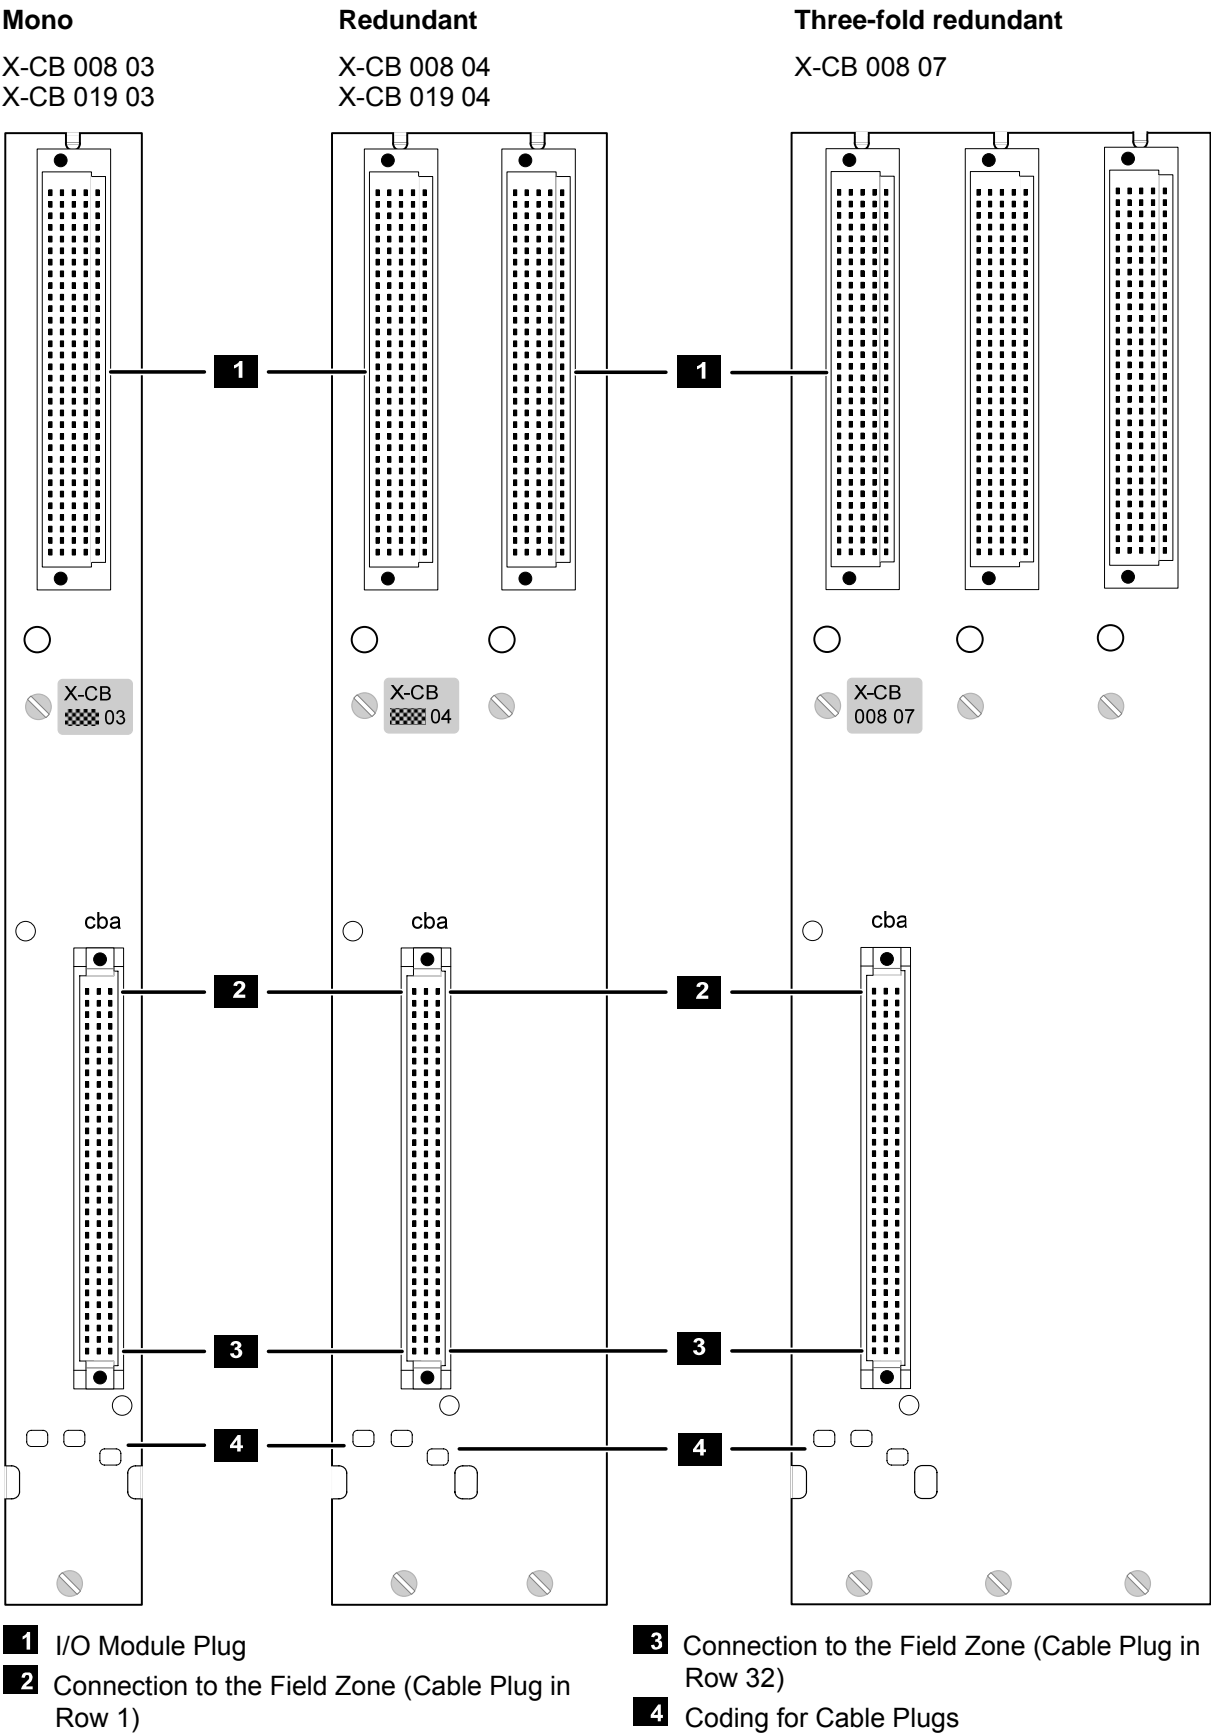 Mono
X-CB 008 03
X-CB 019 03
Redundant
X-CB 008 04
X-CB 019 04
Three-fold redundant
X-CB 008 07
1
1
X-CB
03
X-CB
04
X-CB
008 07
cba
cba
cba
2
2
3
3
4
4
1 I/O Module Plug
2 Connection to the Field Zone (Cable Plug in
Row 1)
3 Connection to the Field Zone (Cable Plug in
Row 32)
4 Coding for Cable Plugs